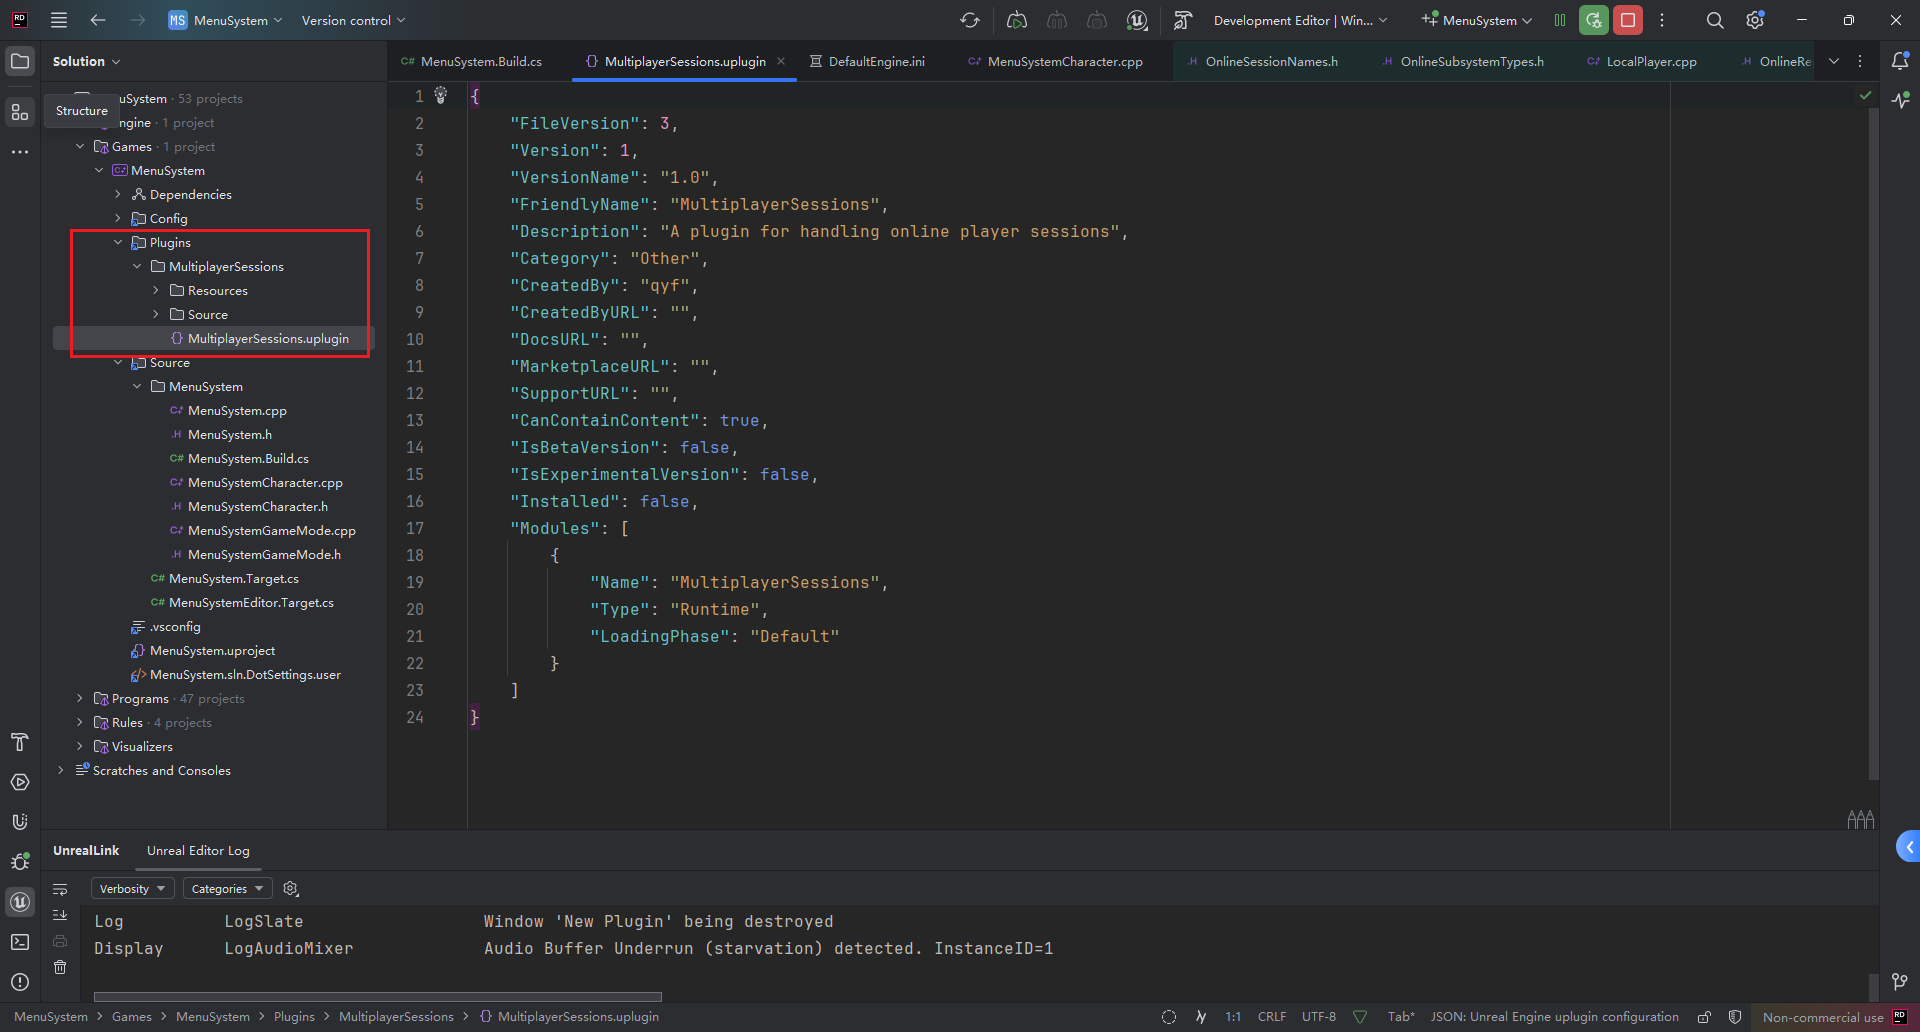 MS MenuSystem Version control Development Editor | Win... MenuSystem
Solution
MenuSystem.Build.cs MultiplayerSessions.uplugin DefaultEngine.ini MenuSystemCharacter.cpp OnlineSessionNames.h OnlineSubsystemTypes.h LocalPlayer.cpp OnlineRe
Structure
nuSystem · 53 projects
ngine · 1 project
Games · 1 project
MenuSystem
Dependencies
Config
Plugins
MultiplayerSessions
Resources
Source
MultiplayerSessions.uplugin
Source
MenuSystem
MenuSystem.cpp
MenuSystem.h
MenuSystem.Build.cs
MenuSystemCharacter.cpp
MenuSystemCharacter.h
MenuSystemGameMode.cpp
MenuSystemGameMode.h
MenuSystem.Target.cs
MenuSystemEditor.Target.cs
.vsconfig
MenuSystem.uproject
MenuSystem.sln.DotSettings.user
Programs · 47 projects
Rules · 4 projects
Visualizers
Scratches and Consoles
1 {
2 "FileVersion": 3,
3 "Version": 1,
4 "VersionName": "1.0",
5 "FriendlyName": "MultiplayerSessions",
6 "Description": "A plugin for handling online player sessions",
7 "Category": "Other",
8 "CreatedBy": "qyf",
9 "CreatedByURL": "",
10 "DocsURL": "",
11 "MarketplaceURL": "",
12 "SupportURL": "",
13 "CanContainContent": true,
14 "IsBetaVersion": false,
15 "IsExperimentalVersion": false,
16 "Installed": false,
17 "Modules": [
18 {
19 "Name": "MultiplayerSessions",
20 "Type": "Runtime",
21 "LoadingPhase": "Default"
22 }
23 ]
24 }
UnrealLink Unreal Editor Log
Verbosity Categories
Log LogSlate Window 'New Plugin' being destroyed
Display LogAudioMixer Audio Buffer Underrun (starvation) detected. InstanceID=1
MenuSystem > Games > MenuSystem > Plugins > MultiplayerSessions > MultiplayerSessions.uplugin 1:1 CRLF UTF-8 Tab* JSON: Unreal Engine uplugin configuration Non-commercial use